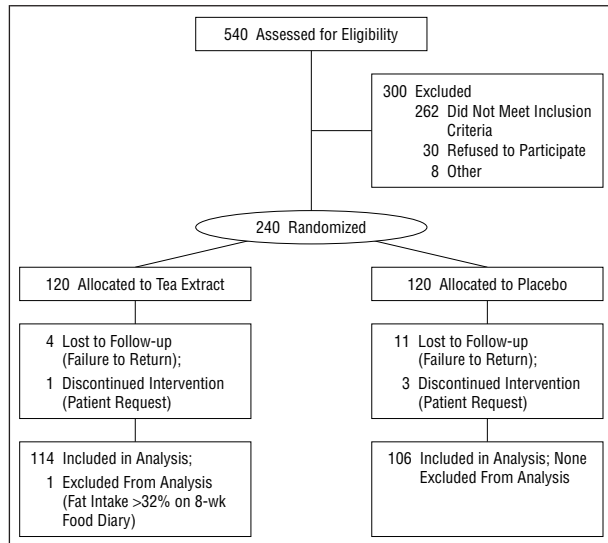 540 Assessed for Eligibility
300 Excluded
262 Did Not Meet Inclusion
Criteria
30 Refused to Participate
8 Other
240 Randomized
120 Allocated to Tea Extract
120 Allocated to Placebo
4 Lost to Follow-up
(Failure to Return);
1 Discontinued Intervention
(Patient Request)
11 Lost to Follow-up
(Failure to Return);
3 Discontinued Intervention
(Patient Request)
114 Included in Analysis;
1 Excluded From Analysis
(Fat Intake >32% on 8-wk
Food Diary)
106 Included in Analysis; None
Excluded From Analysis